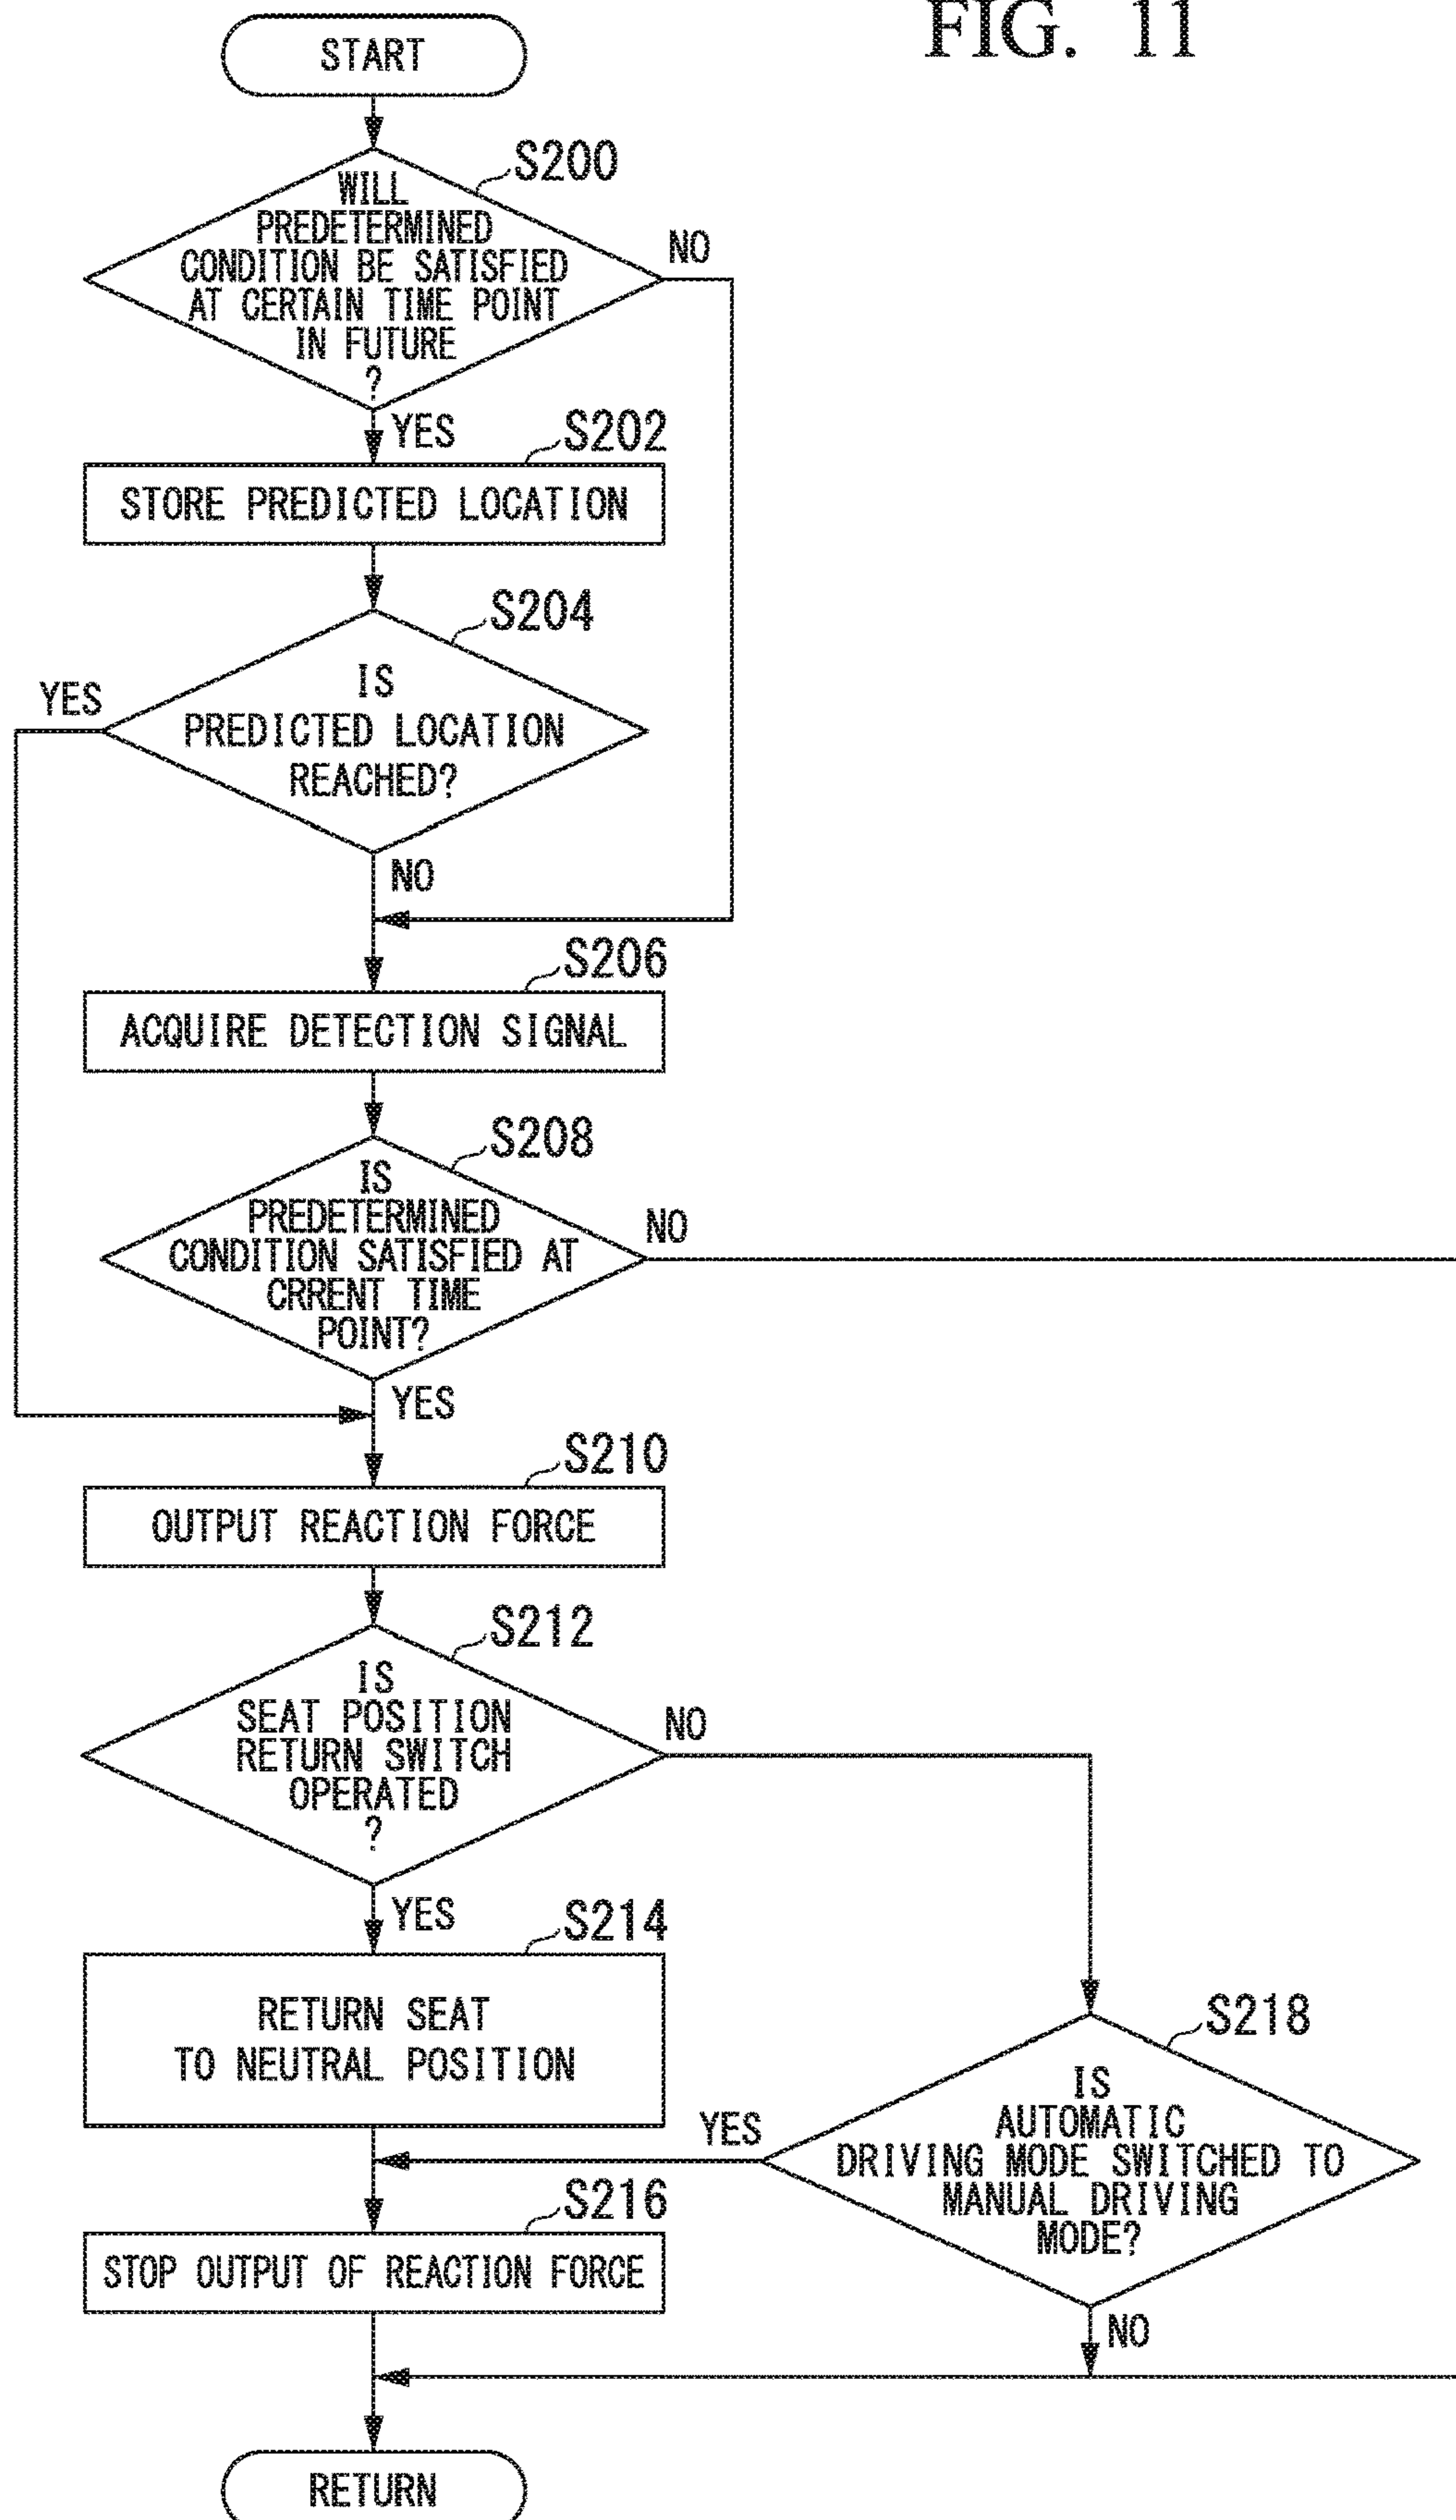 FIG. 11
START
S200
WILL
PREDETERMINED
CONDITION BE SATISFIED
AT CERTAIN TIME POINT
IN FUTURE
?
NO
YES
S202
STORE PREDICTED LOCATION
S204
IS
PREDICTED LOCATION
REACHED?
YES
NO
S206
ACQUIRE DETECTION SIGNAL
S208
IS
PREDETERMINED
CONDITION SATISFIED AT
CRRENT TIME
POINT?
NO
YES
S210
OUTPUT REACTION FORCE
S212
IS
SEAT POSITION
RETURN SWITCH
OPERATED
?
NO
YES
S214
RETURN SEAT
TO NEUTRAL POSITION
S218
IS
AUTOMATIC
DRIVING MODE SWITCHED TO
MANUAL DRIVING
MODE?
YES
NO
S216
STOP OUTPUT OF REACTION FORCE
RETURN